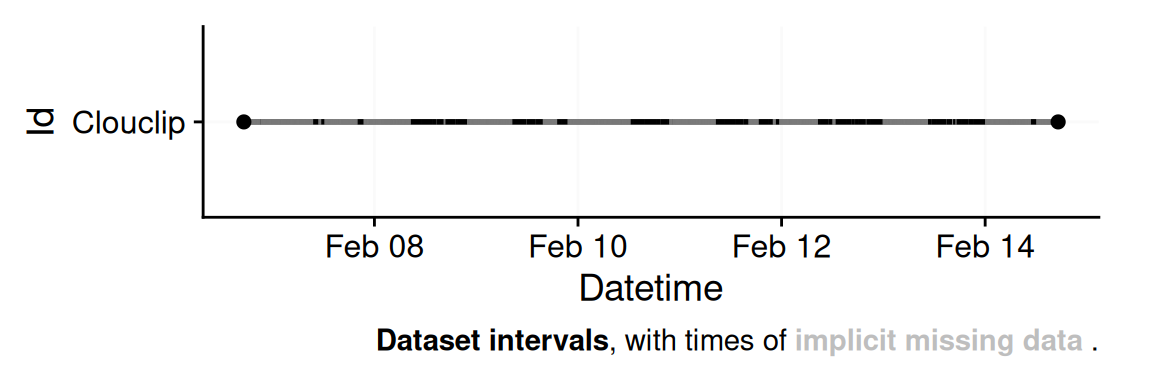 Id
Clouclip
Feb 08 Feb 10 Feb 12 Feb 14
Datetime
Dataset intervals, with times of implicit missing data .